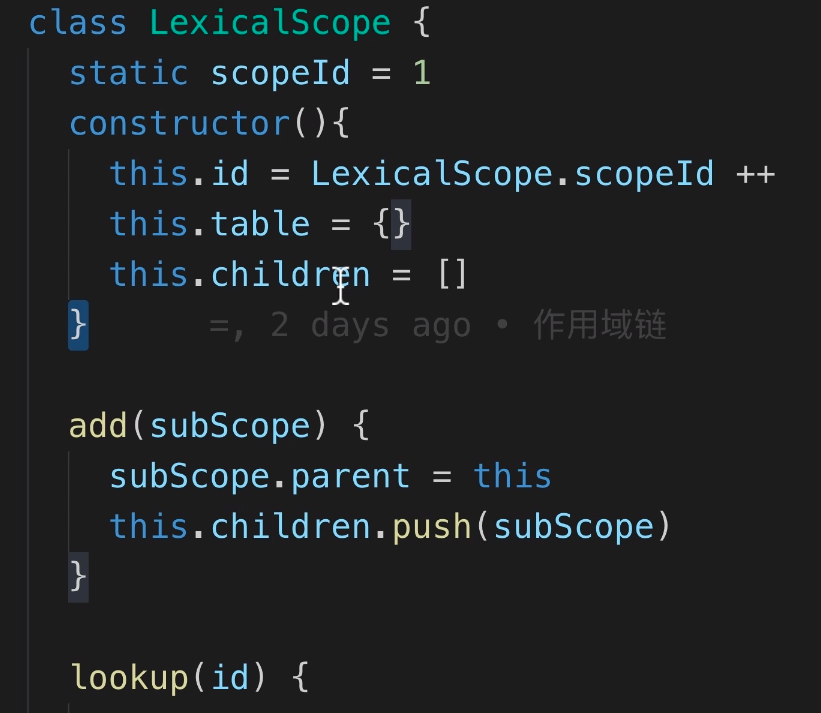 class LexicalScope {
static scopeId = 1
constructor(){
this.id = LexicalScope.scopeId ++
this.table = {}
this.children = []
} =, 2 days ago • 作用域链
add(subScope) {
subScope.parent = this
this.children.push(subScope)
}
lookup(id) {